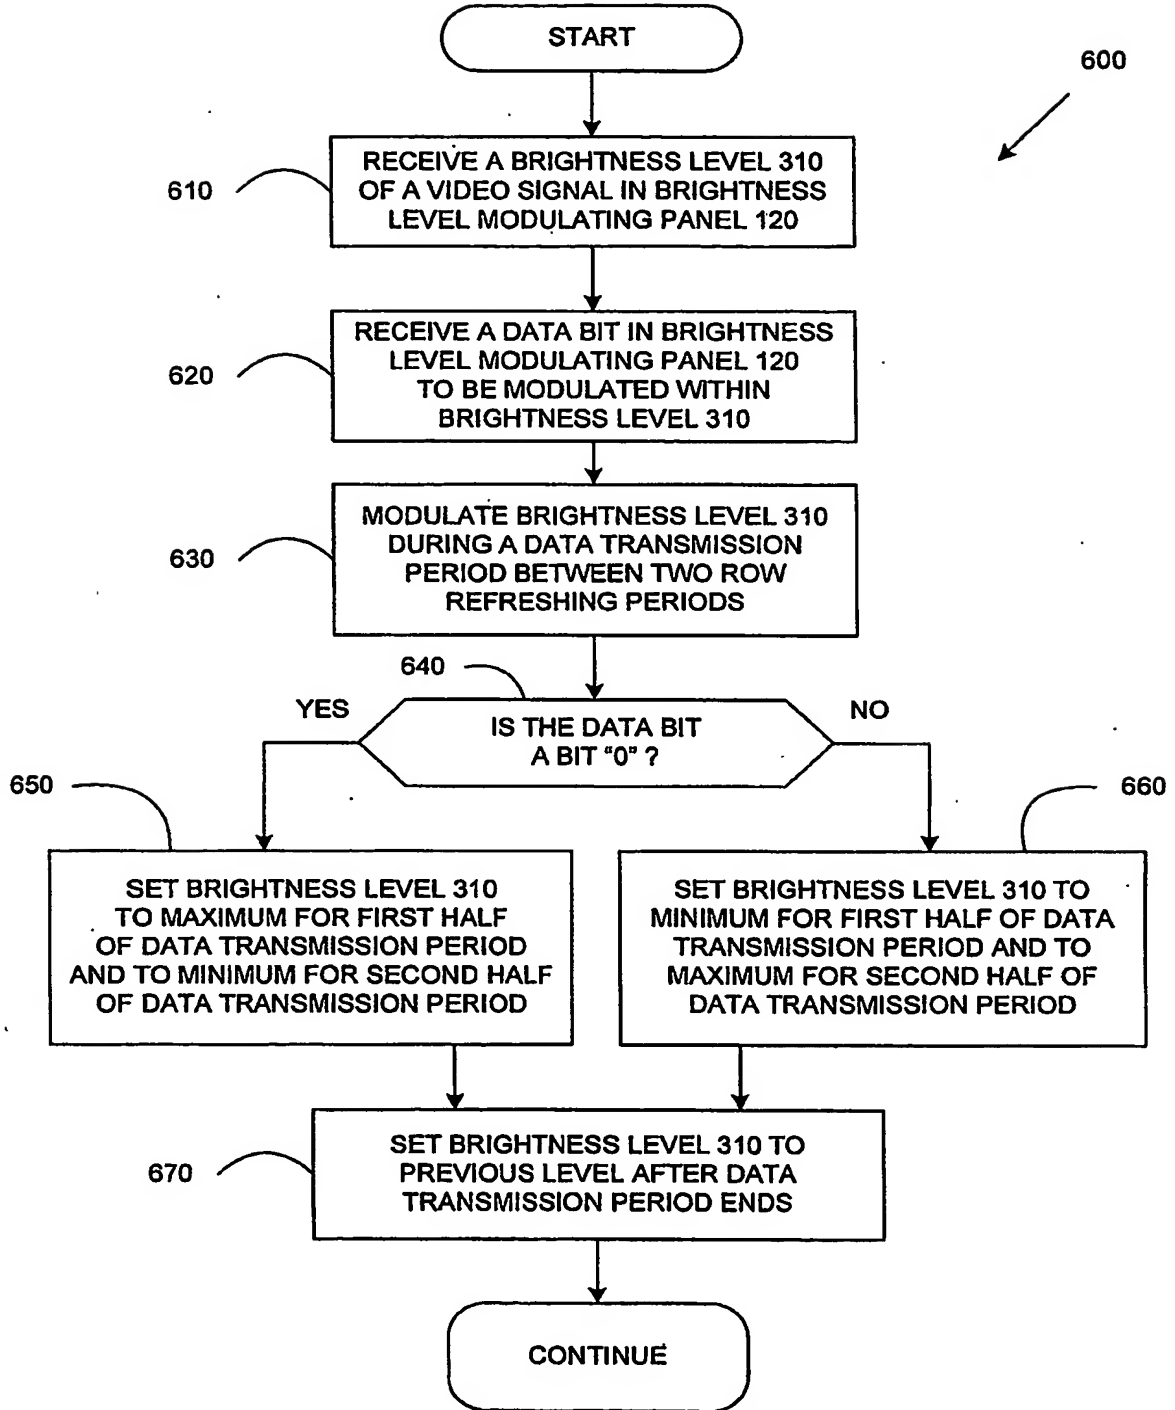 START
600
610
RECEIVE A BRIGHTNESS LEVEL 310
OF A VIDEO SIGNAL IN BRIGHTNESS
LEVEL MODULATING PANEL 120
620
RECEIVE A DATA BIT IN BRIGHTNESS
LEVEL MODULATING PANEL 120
TO BE MODULATED WITHIN
BRIGHTNESS LEVEL 310
630
MODULATE BRIGHTNESS LEVEL 310
DURING A DATA TRANSMISSION
PERIOD BETWEEN TWO ROW
REFRESHING PERIODS
640
YES
IS THE DATA BIT
A BIT "0" ?
NO
650
660
SET BRIGHTNESS LEVEL 310
TO MAXIMUM FOR FIRST HALF
OF DATA TRANSMISSION PERIOD
AND TO MINIMUM FOR SECOND HALF
OF DATA TRANSMISSION PERIOD
SET BRIGHTNESS LEVEL 310 TO
MINIMUM FOR FIRST HALF OF DATA
TRANSMISSION PERIOD AND TO
MAXIMUM FOR SECOND HALF OF
DATA TRANSMISSION PERIOD
670
SET BRIGHTNESS LEVEL 310 TO
PREVIOUS LEVEL AFTER DATA
TRANSMISSION PERIOD ENDS
CONTINUE